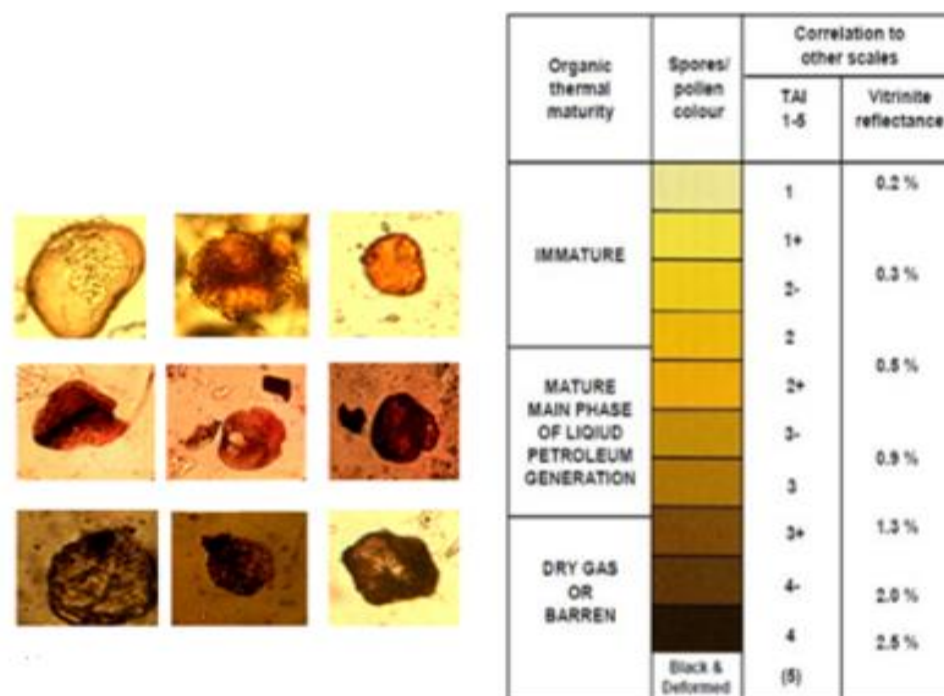 Organic
thermal
maturity
Spores/
pollen
colour
Correlation to
other scales
TAI
1-5
Vitrinite
reflectance
IMMATURE
MATURE
MAIN PHASE
OF LIQIUD
PETROLEUM
GENERATION
DRY GAS
OR
BARREN
Black &
Deformed
1
1+
2-
2
2+
3-
3
3+
4-
4
(5)
0.2 %
0.3 %
0.5 %
0.9 %
1.3 %
2.0 %
2.5 %